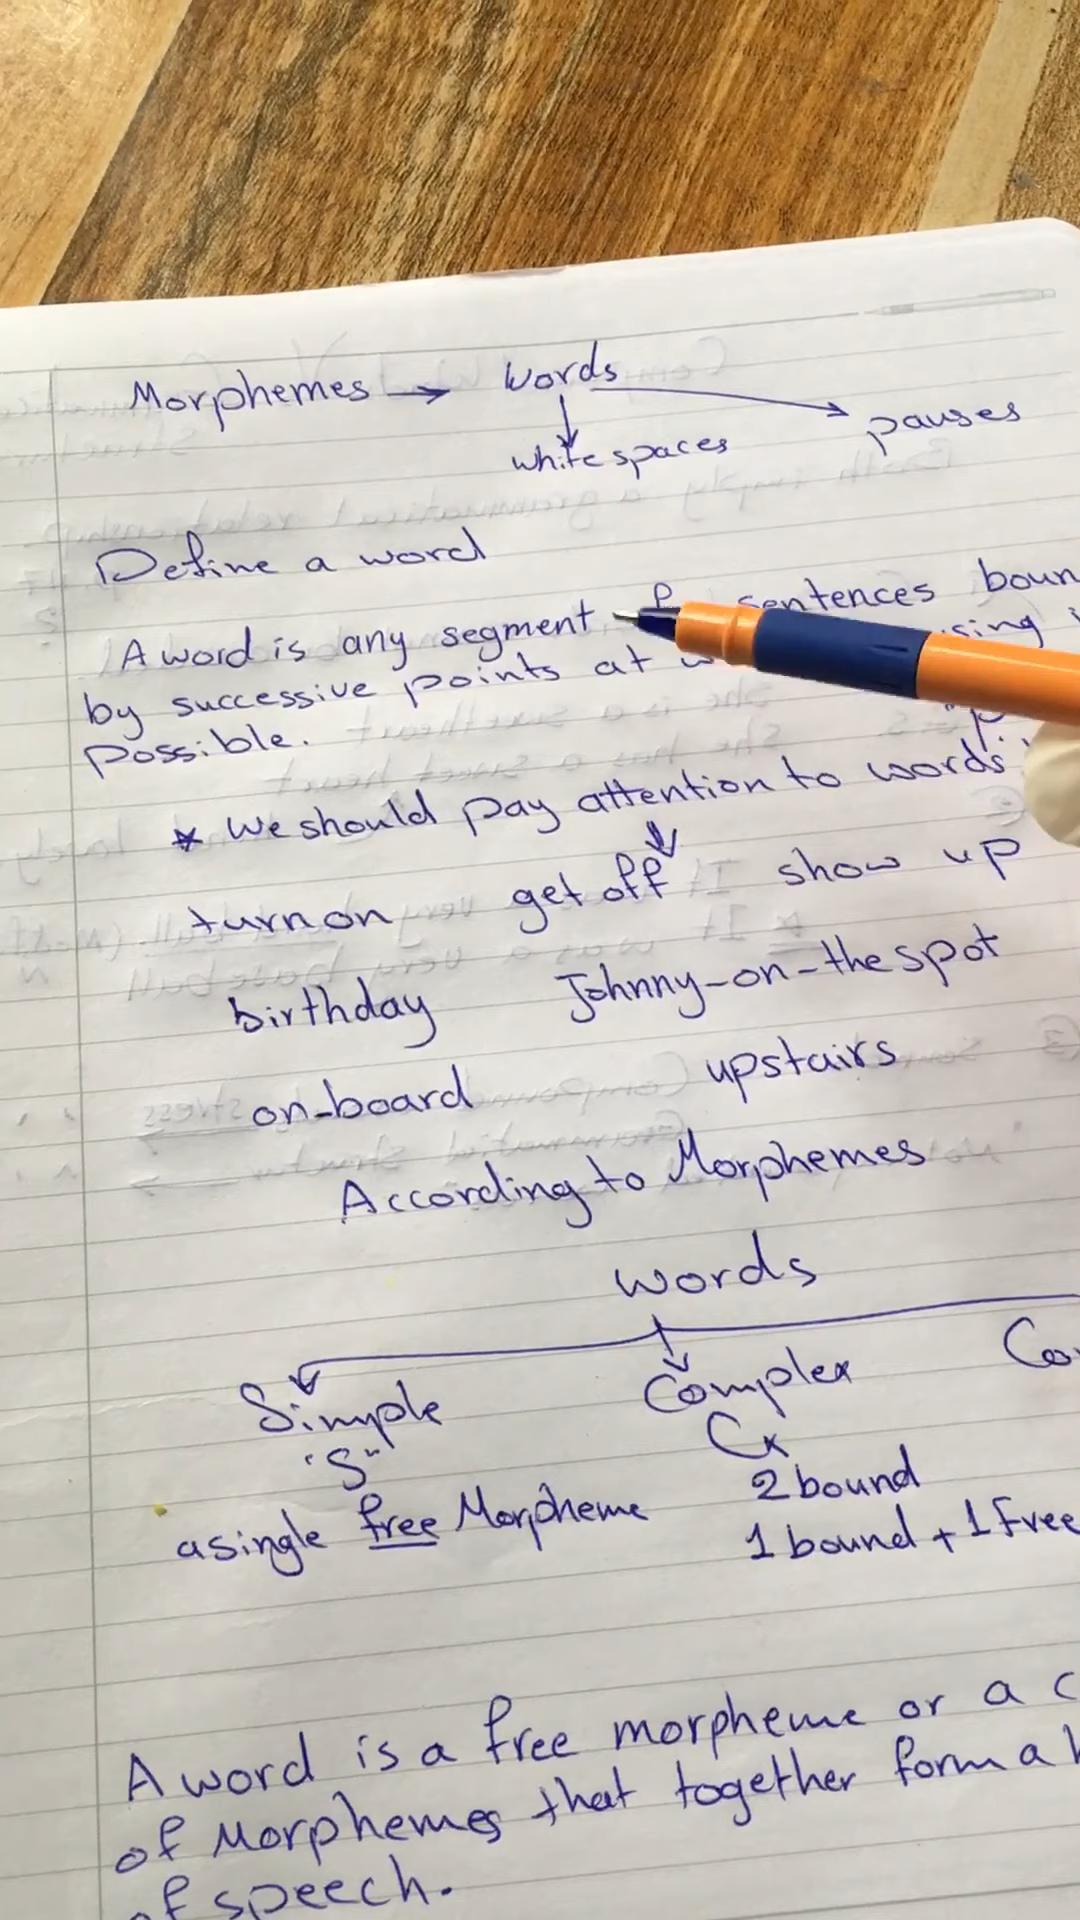 Morphemes → words
white spaces
pauses
Define a word
A word is any segment sentences
by successive points at
possible.
* We should pay attention to words
turn on get off show up
birthday Johnny-on-the spot
on-board upstairs
According to Morphemes
words
Simple Complex
"S" Cx
a single free Morpheme 2 bound
1 bound + 1 Free
A word is a free morpheme or a
of Morphemes that together form a
of speech.